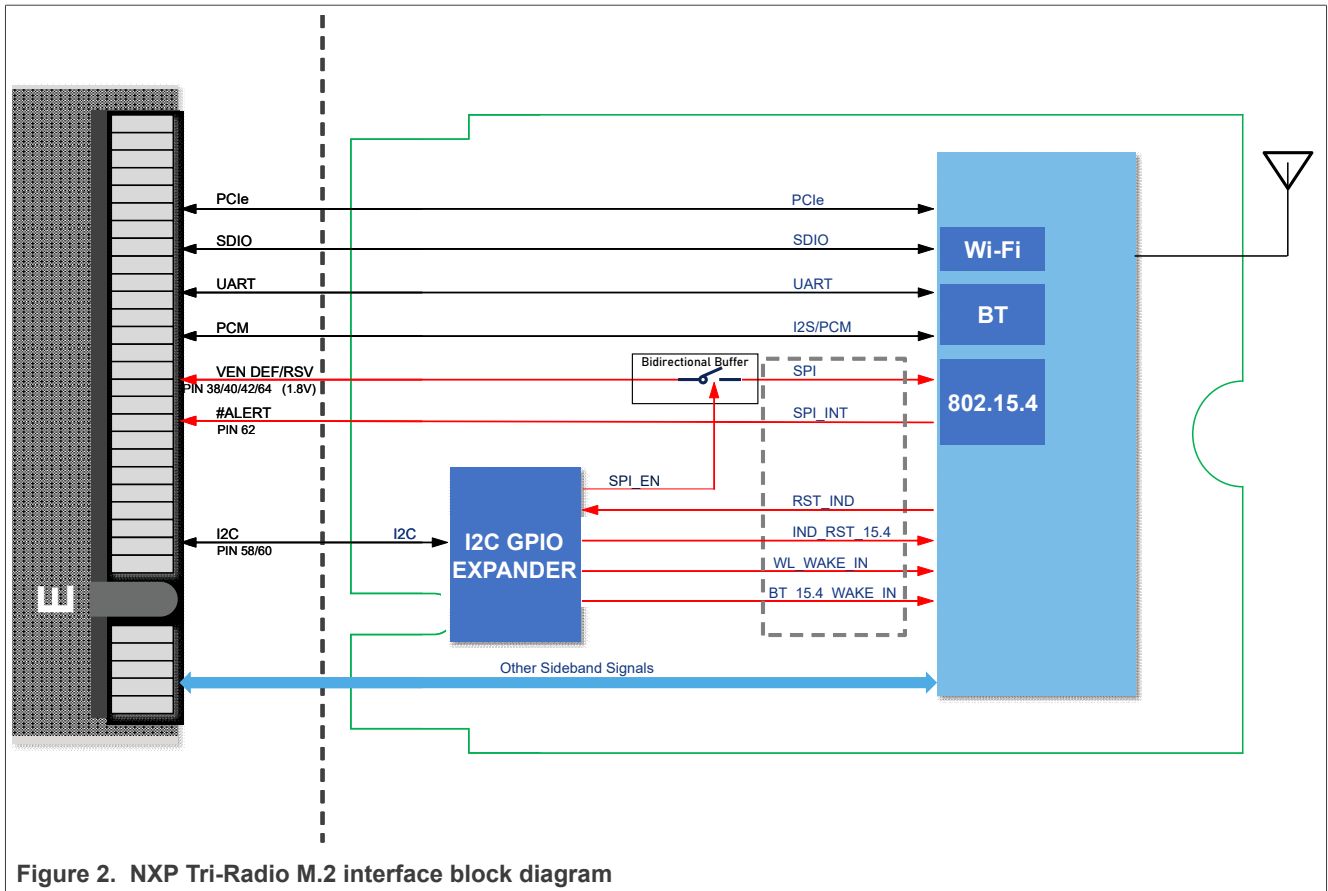 PCIe PCIe
SDIO SDIO
Wi-Fi
UART UART
BT
PCM I2S/PCM
Bidirectional Buffer
VEN DEF/RSV SPI
PIN 38/40/42/64 (1.8V)
802.15.4
#ALERT SPI_INT
PIN 62
SPI_EN
RST_IND
I2C I2C
PIN 58/60
I2C GPIO
EXPANDER
IND_RST_15.4
WL_WAKE_IN
BT_15.4_WAKE_IN
E
Other Sideband Signals
Figure 2. NXP Tri-Radio M.2 interface block diagram